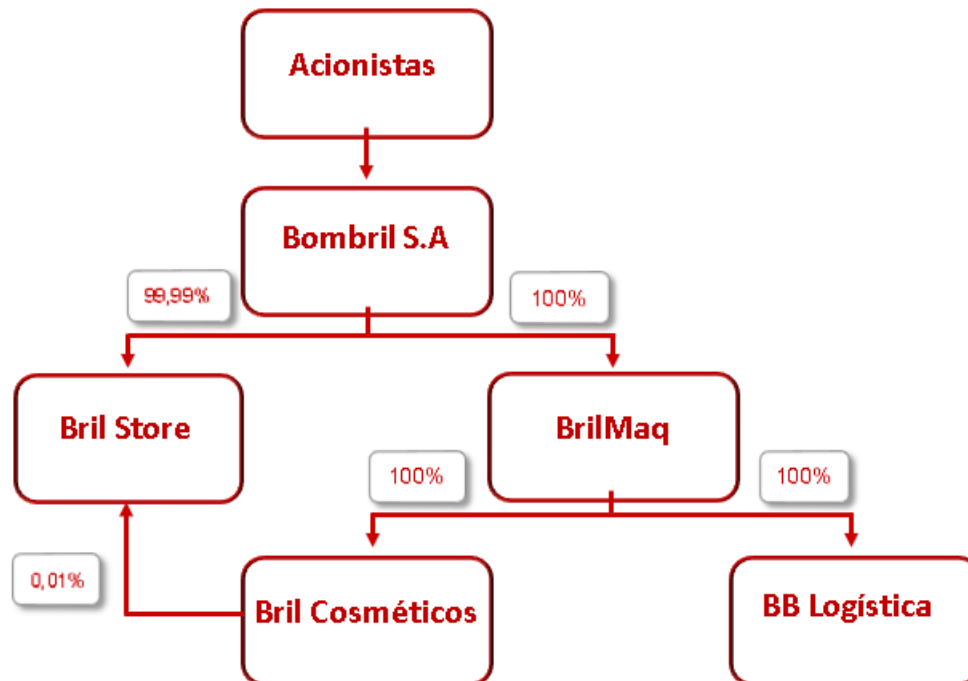 Acionistas
Bombril S.A
99,99%
100%
Bril Store
BrilMaq
100%
100%
0,01%
Bril Cosméticos
BB Logística